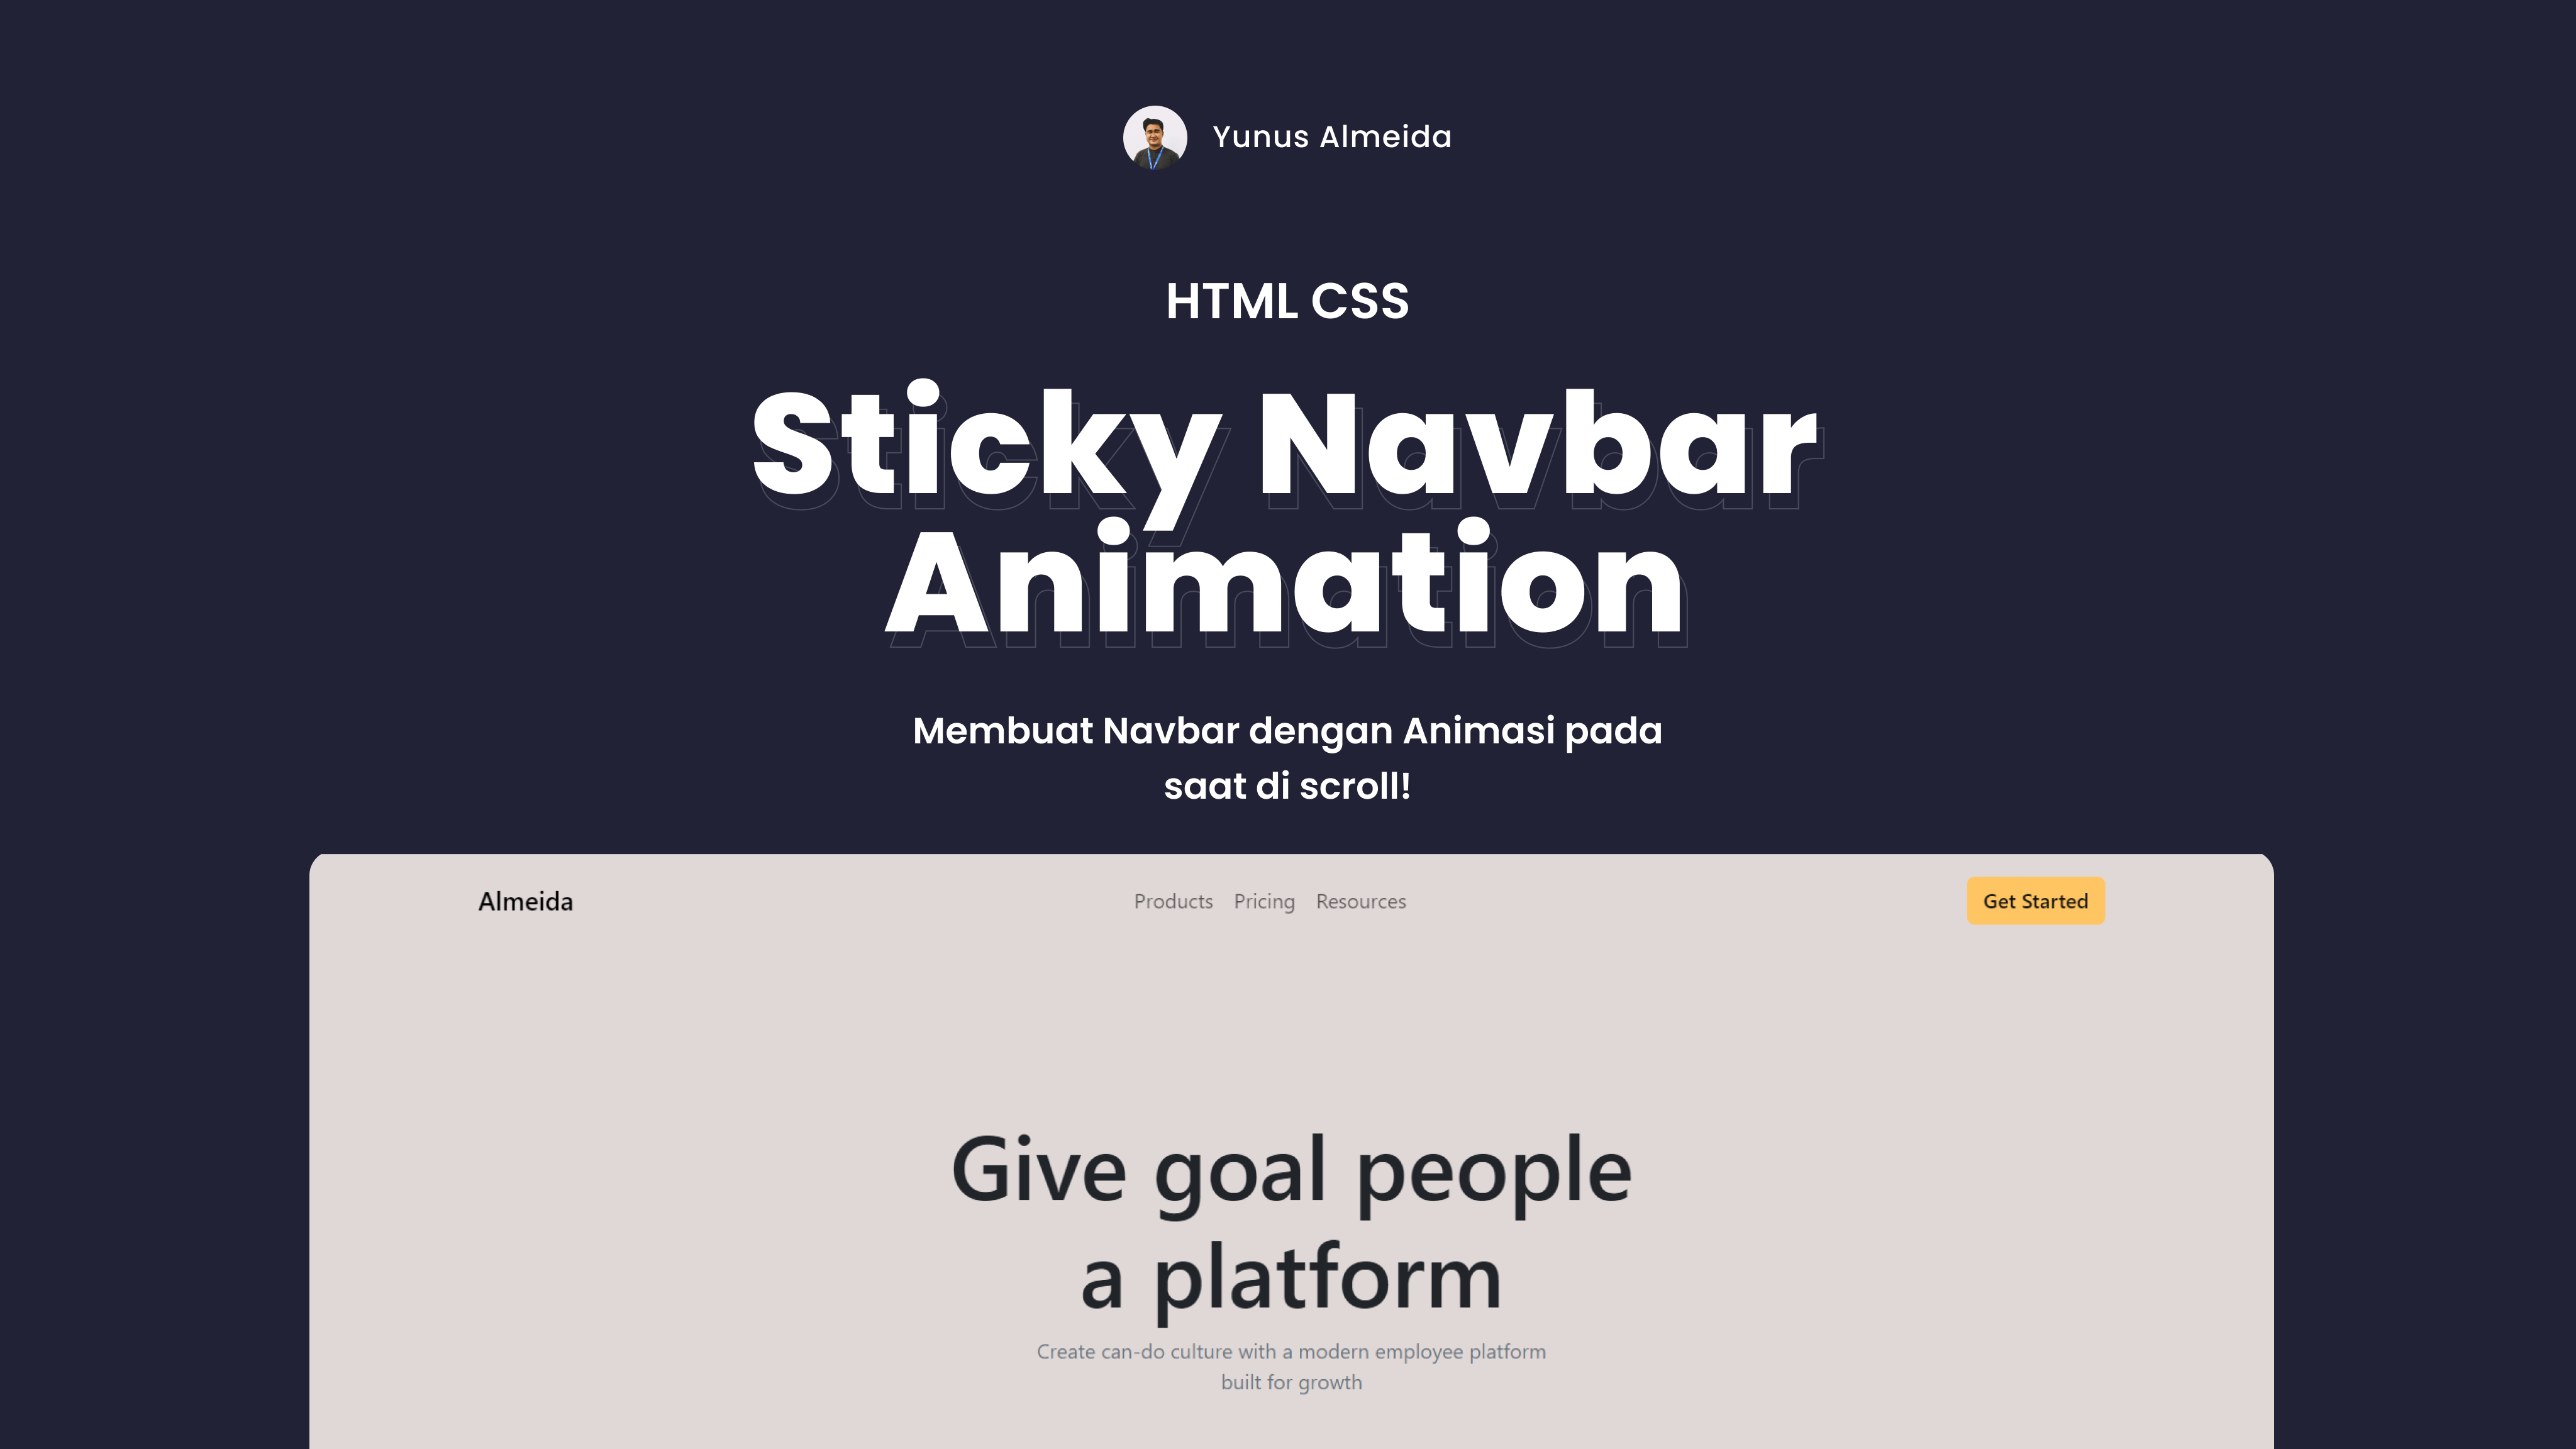 Yunus Almeida
HTML CSS
Sticky Navbar
Animation
Membuat Navbar dengan Animasi pada
saat di scroll!
Almeida Products Pricing Resources Get Started
Give goal people
a platform
Create can-do culture with a modern employee platform
built for growth